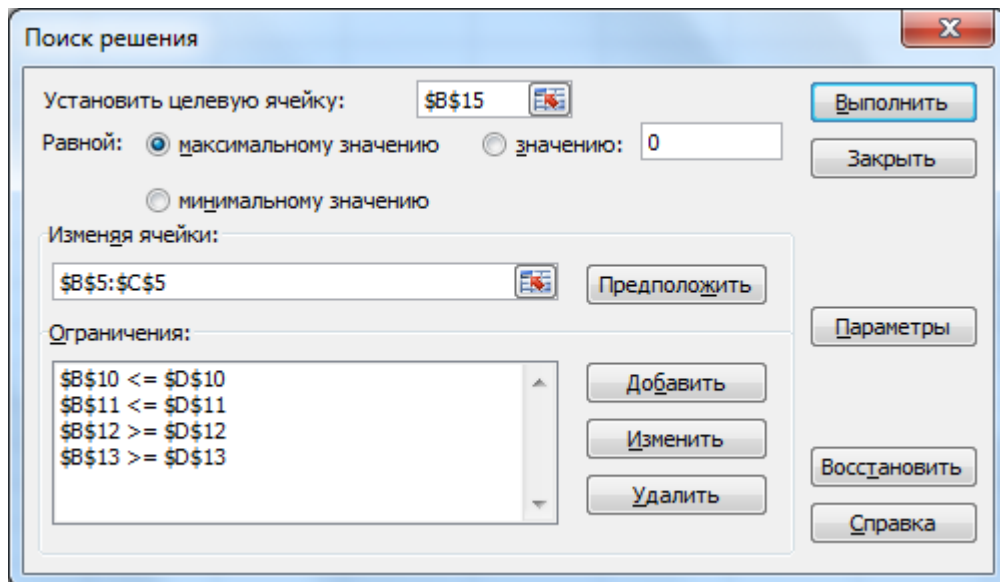 Поиск решения
Установить целевую ячейку: $B$15
Выполнить
Равной: максимальному значению значению: 0
Закрыть
минимальному значению
Изменяя ячейки:
$B$5:$C$5 Предположить
Ограничения:
Параметры
$B$10 <= $D$10
Добавить
$B$11 <= $D$11
$B$12 >= $D$12
Изменить
$B$13 >= $D$13
Восстановить
Удалить
Справка